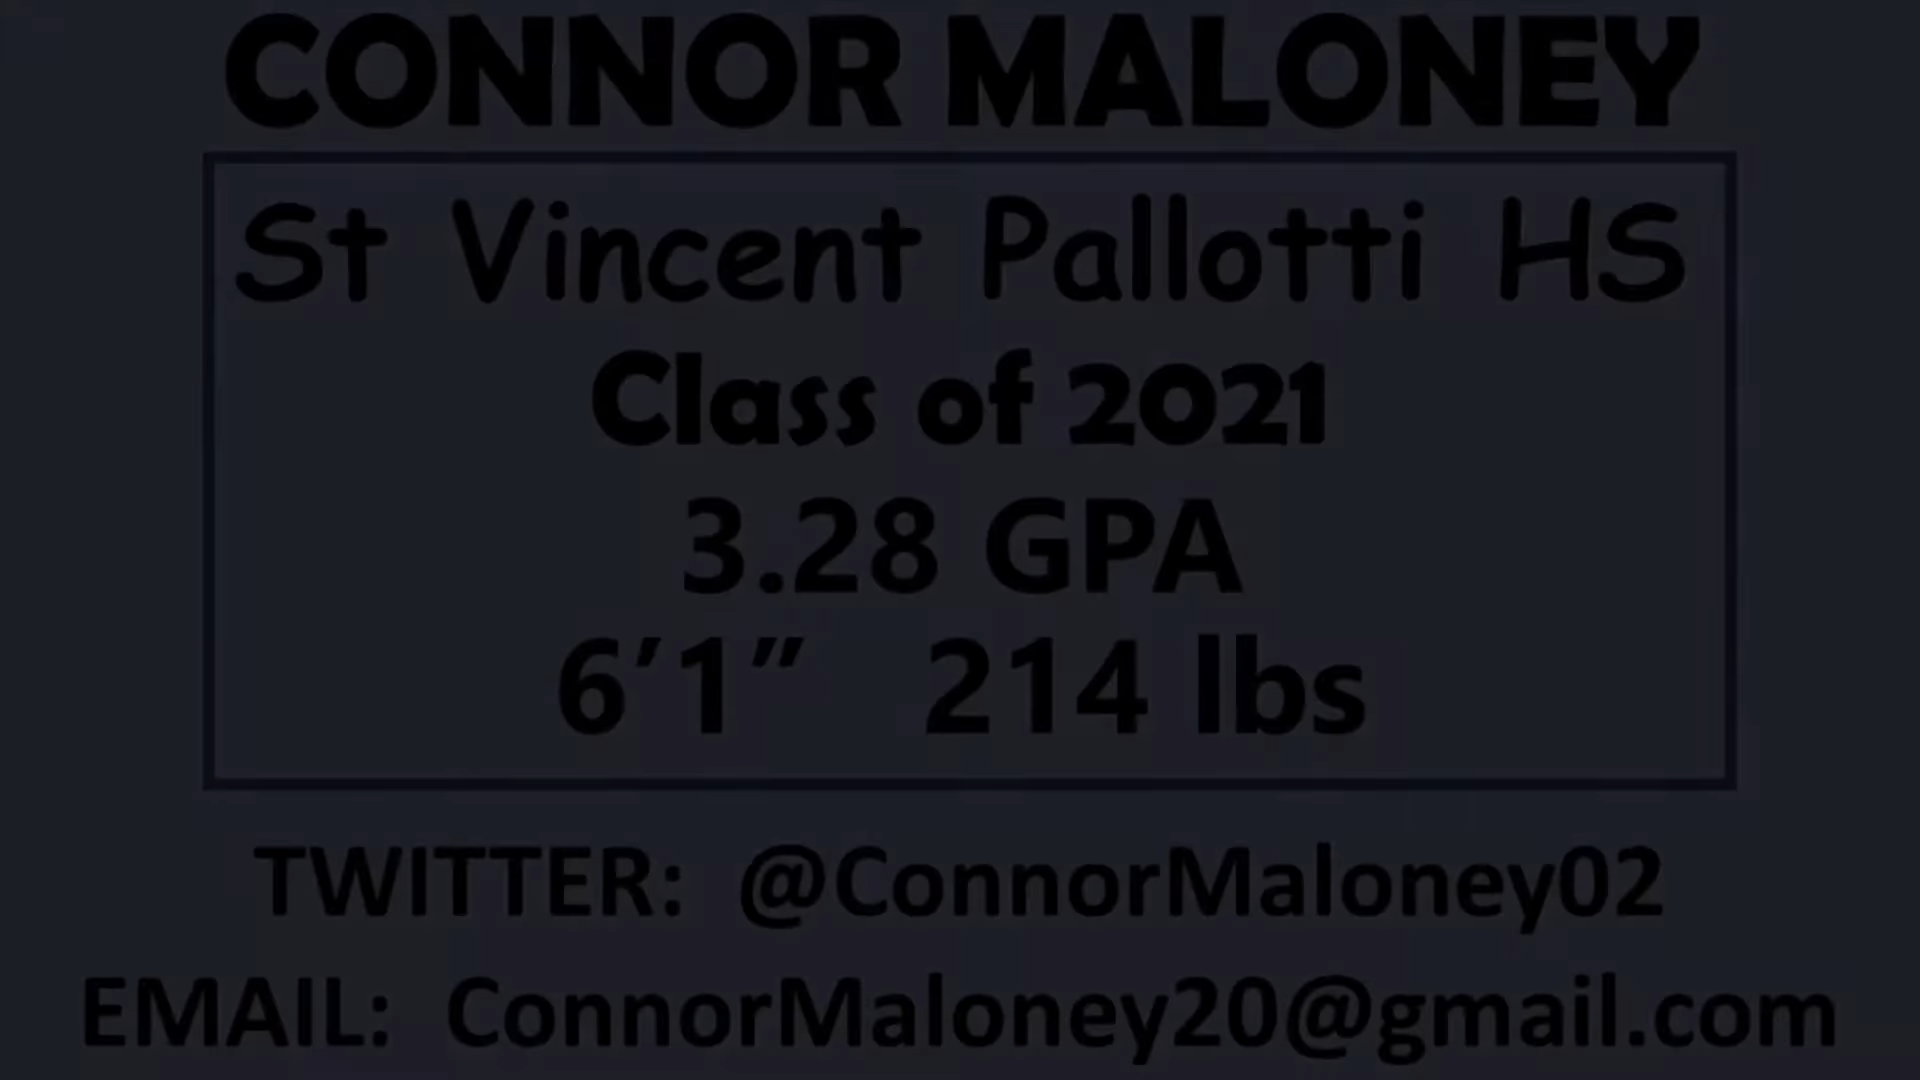 CONNOR MALONEY
St Vincent Pallotti HS
Class of 2021
3.28 GPA
6’1” 214 lbs
TWITTER: @ConnorMaloney02
EMAIL: ConnorMaloney20@gmail.com